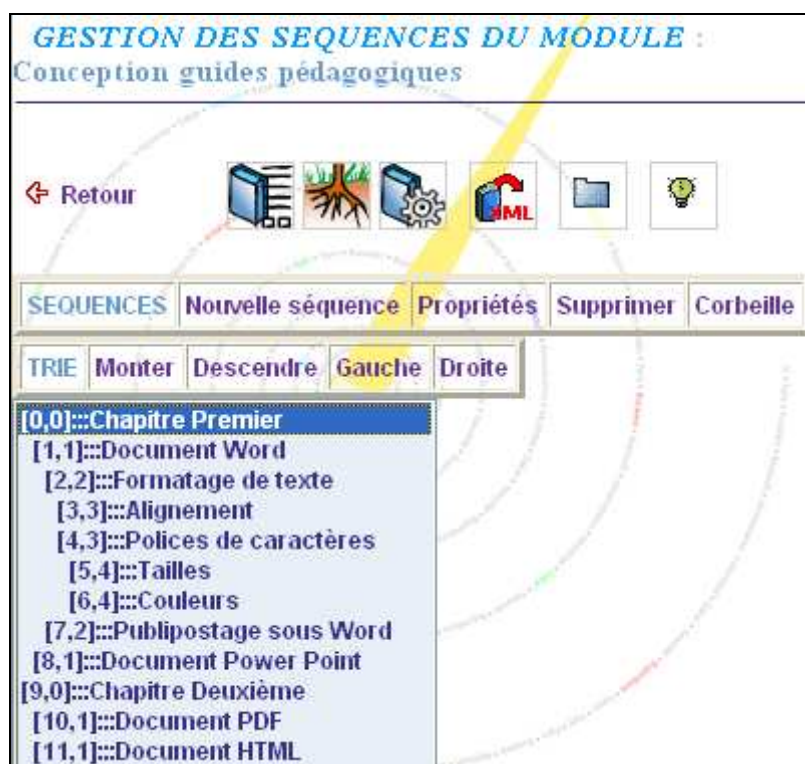 GESTION DES SEQUENCES DU MODULE :
Conception guides pédagogiques
Retour
XML
SEQUENCES Nouvelle séquence Propriétés Supprimer Corbeille
TRIE Monter Descendre Gauche Droite
[0,0]:::Chapitre Premier
[1,1]:::Document Word
[2,2]:::Formatage de texte
[3,3]:::Alignement
[4,3]:::Polices de caractères
[5,4]:::Tailles
[6,4]:::Couleurs
[7,2]:::Publipostage sous Word
[8,1]:::Document Power Point
[9,0]:::Chapitre Deuxième
[10,1]:::Document PDF
[11,1]:::Document HTML